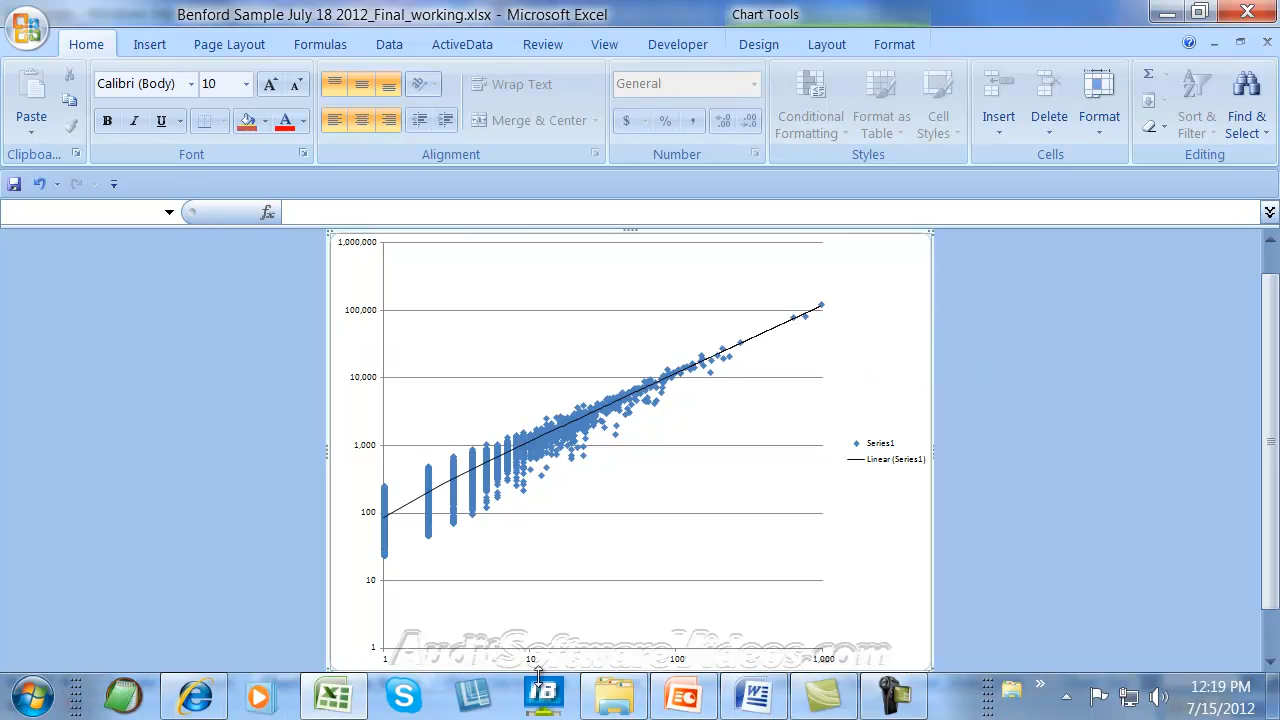 Benford Sample July 18 2012_Final_working.xlsx - Microsoft Excel
Chart Tools
Home Insert Page Layout Formulas Data ActiveData Review View Developer Design Layout Format
Calibri (Body) 10
Wrap Text
General
Paste
Merge & Center
Conditional Formatting
Format as Table
Cell Styles
Insert
Delete
Format
Sort & Filter
Find & Select
Clipboa...
Font
Alignment
Number
Styles
Cells
Editing
1,000,000
100,000
10,000
1,000
100
10
1
Series1
Linear (Series1)
AuditSoftwareVideos.com
1 10 100 1,000
12:19 PM
7/15/2012